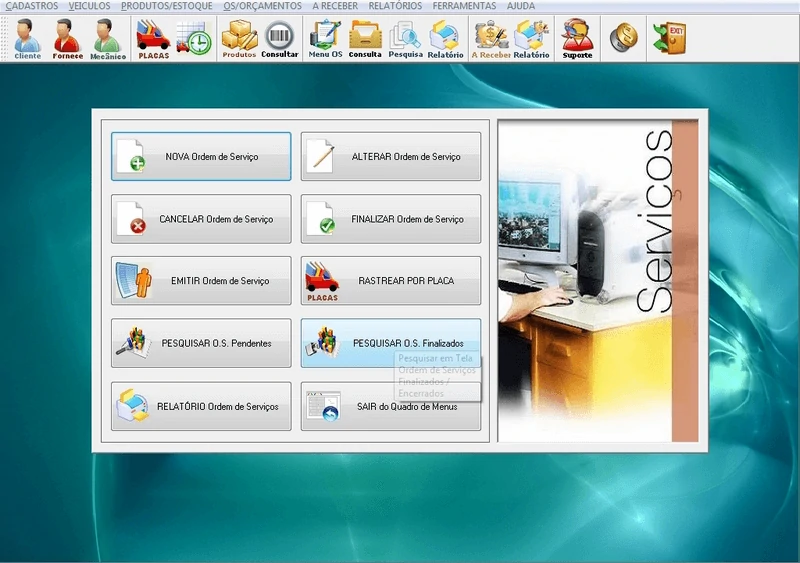 CADASTROS VEICULOS PRODUTOS/ESTOQUE OS/ORÇAMENTOS A RECEBER RELATÓRIOS FERRAMENTAS AJUDA
Cliente Fornece Mecânico PLACAS Produtos Consultar Menu OS Consulta Pesquisa Relatório A Receber Relatório Suporte EXIT
NOVA Ordem de Serviço
ALTERAR Ordem de Serviço
CANCELAR Ordem de Serviço
FINALIZAR Ordem de Serviço
EMITIR Ordem de Serviço
PLACAS
RASTREAR POR PLACA
PESQUISAR O.S. Pendentes
PESQUISAR O.S. Finalizados
Pesquisar em Tela
Ordem de Serviços
Finalizados /
Encerrados
RELATÓRIO Ordem de Serviços
SAIR do Quadro de Menus
Serviços